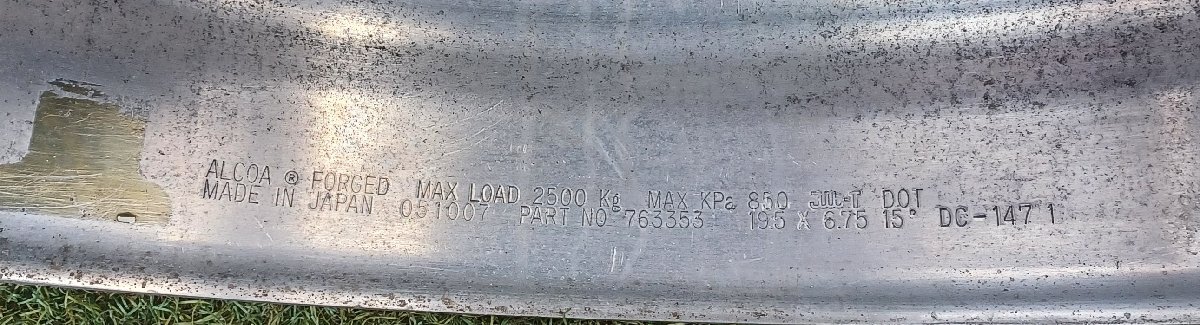 ALCOA ® FORGED MAX LOAD 2500 Kg MAX KPa 850 DOT
MADE IN JAPAN 051007 PART NO 763353 19.5 X 6.75 15° DC-147 1